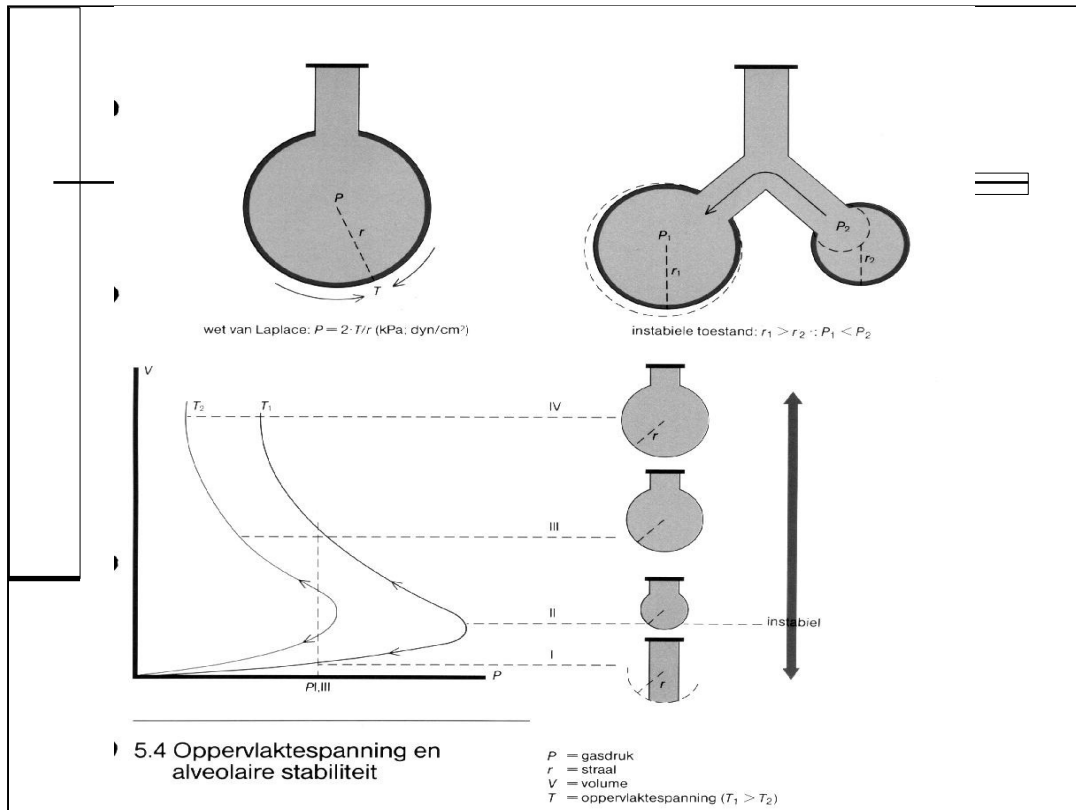 P
r
T
wet van Laplace: P = 2·T/r (kPa; dyn/cm²)
P₁
r₁
P₂
r₂
instabiele toestand: r₁ > r₂ ∴ P₁ < P₂
V
T₂
T₁
IV
r
III
II
instabiel
I
r
PI,III
P
5.4 Oppervlaktespanning en
alveolaire stabiliteit
P = gasdruk
r = straal
V = volume
T = oppervlaktespanning (T₁ > T₂)